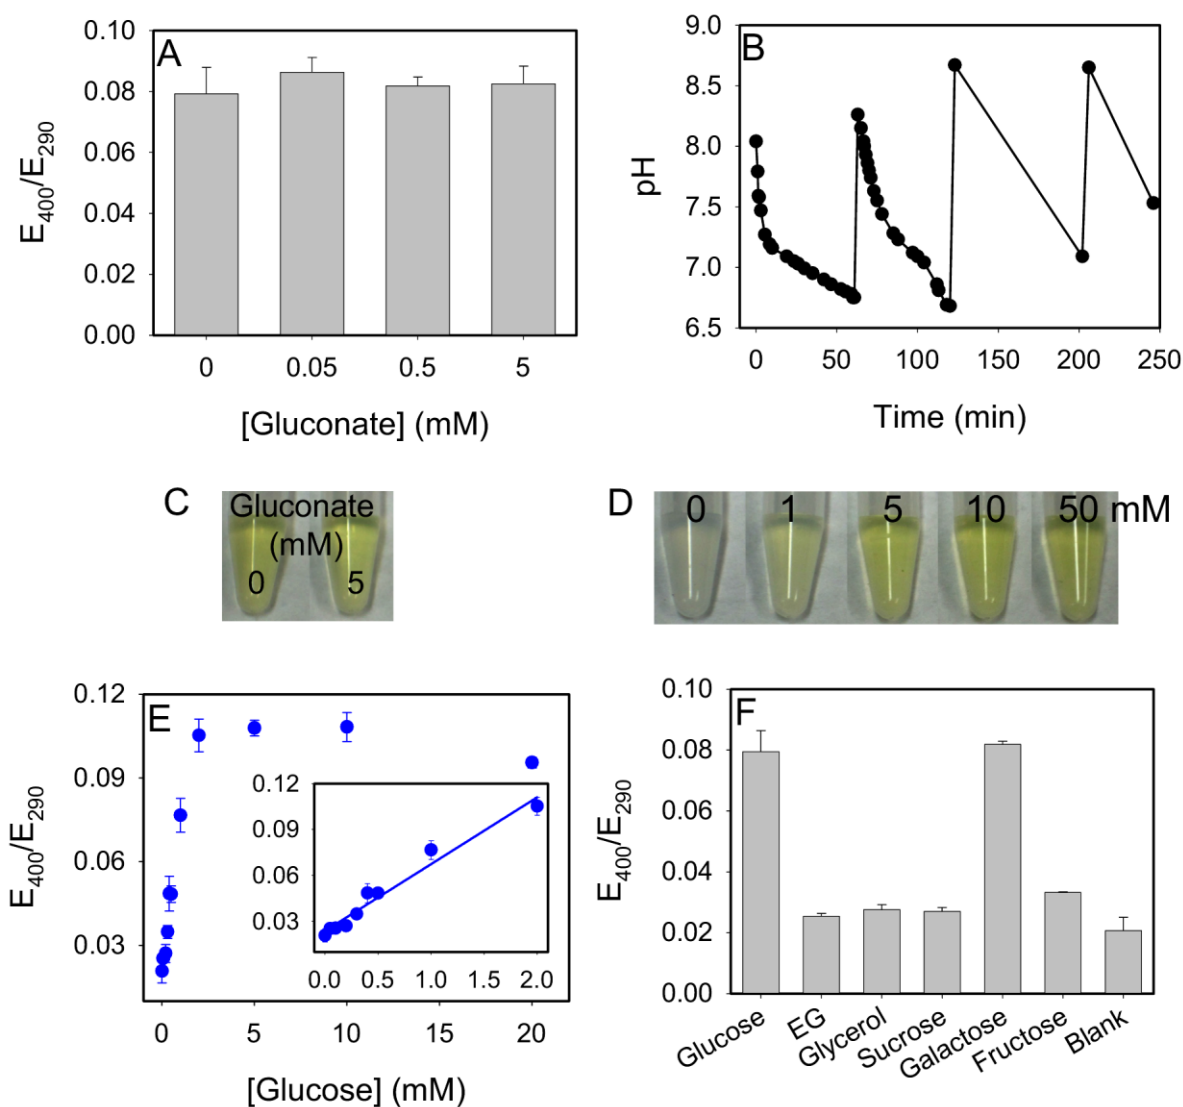 A
0.10
0.08
0.06
0.04
0.02
0.00
E400/E290
0 0.05 0.5 5
[Gluconate] (mM)
B
9.0
8.5
8.0
7.5
7.0
6.5
pH
0 50 100 150 200 250
Time (min)
C
Gluconate
(mM)
0 5
D
0 1 5 10 50 mM
E
0.12
0.09
0.06
0.03
E400/E290
0.12
0.09
0.06
0.03
0.0 0.5 1.0 1.5 2.0
0 5 10 15 20
[Glucose] (mM)
F
0.10
0.08
0.06
0.04
0.02
0.00
E400/E290
Glucose
EG
Glycerol
Sucrose
Galactose
Fructose
Blank